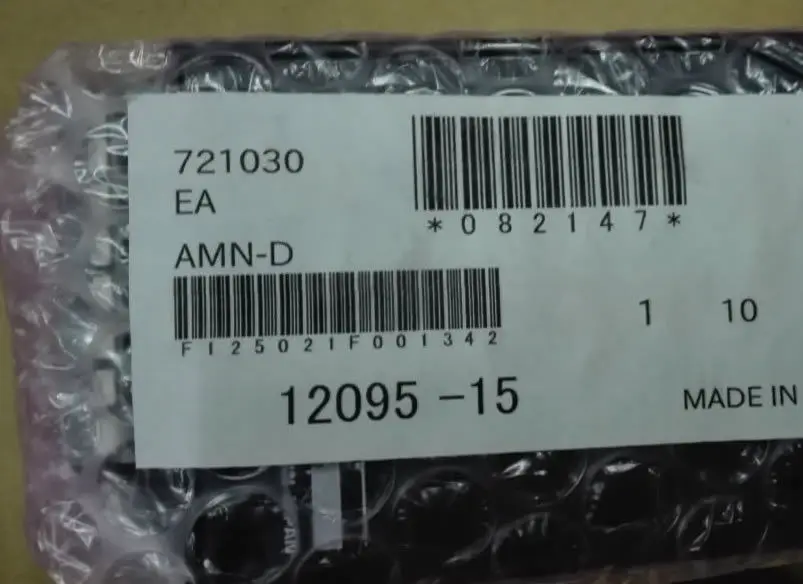 721030
EA
*082147*
AMN-D
FI25021F001342
1 10
12095 -15
MADE IN